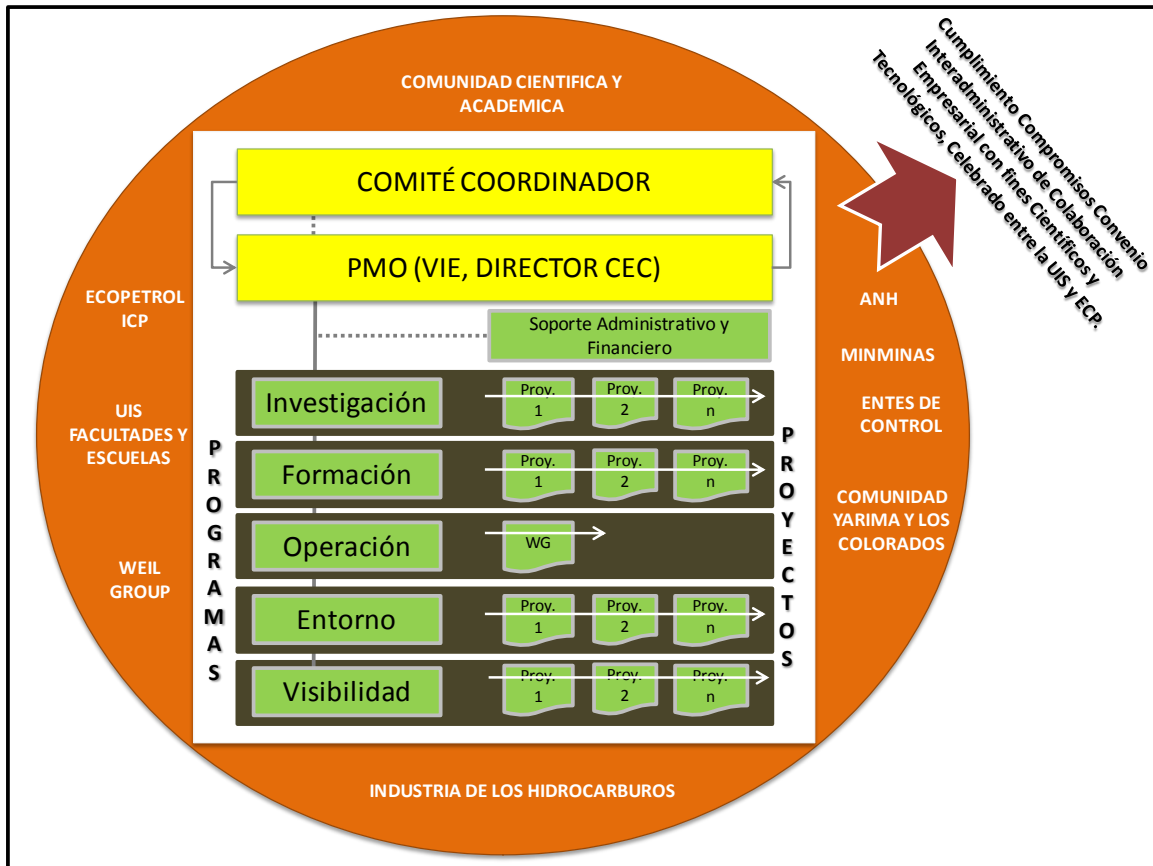 COMUNIDAD CIENTIFICA Y
ACADEMICA
Cumplimiento Compromisos Convenio
Interadministrativo de Colaboración
Empresarial con fines Científicos y
Tecnológicos, Celebrado entre la UIS y ECP.
COMITÉ COORDINADOR
PMO (VIE, DIRECTOR CEC)
Soporte Administrativo y
Financiero
ECOPETROL
ICP
UIS
FACULTADES Y
ESCUELAS
WEIL
GROUP
PROGRAMAS
Investigación
Proy.
1
Proy.
2
Proy.
n
Formación
Proy.
1
Proy.
2
Proy.
n
Operación
WG
Entorno
Proy.
1
Proy.
2
Proy.
n
Visibilidad
Proy.
1
Proy.
2
Proy.
n
PROYECTOS
ANH
MINMINAS
ENTES DE
CONTROL
COMUNIDAD
YARIMA Y LOS
COLORADOS
INDUSTRIA DE LOS HIDROCARBUROS